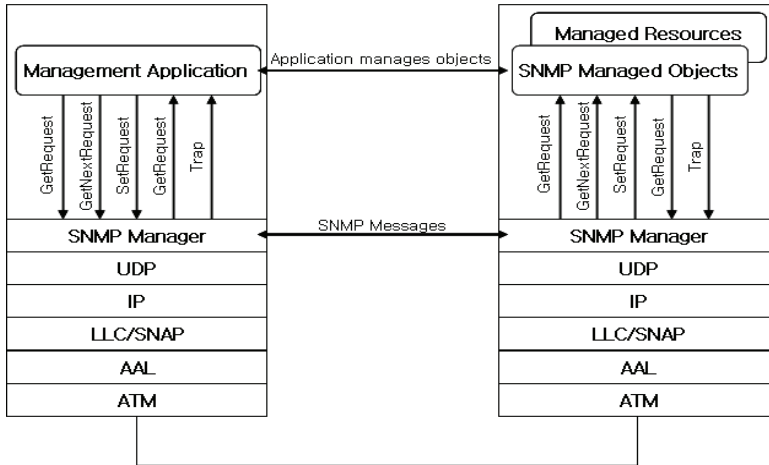 Managed Resources
Management Application
Application manages objects
SNMP Managed Objects
GetRequest
GetNextRequest
SetRequest
GetRequest
Trap
GetRequest
GetNextRequest
SetRequest
GetRequest
Trap
SNMP Manager
SNMP Messages
SNMP Manager
UDP
UDP
IP
IP
LLC/SNAP
LLC/SNAP
AAL
AAL
ATM
ATM